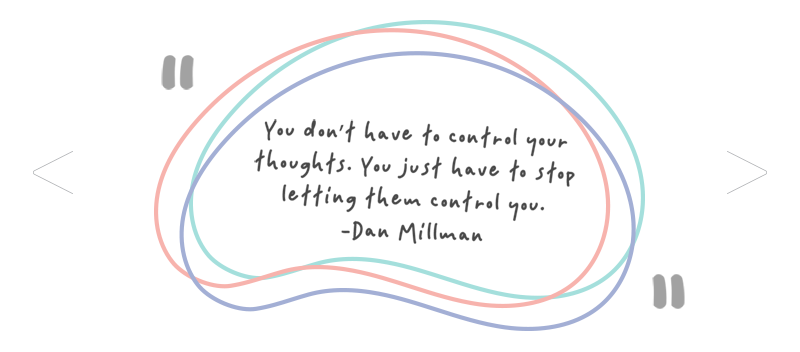 "
You don't have to control your
thoughts. You just have to stop
letting them control you.
-Dan Millman
"